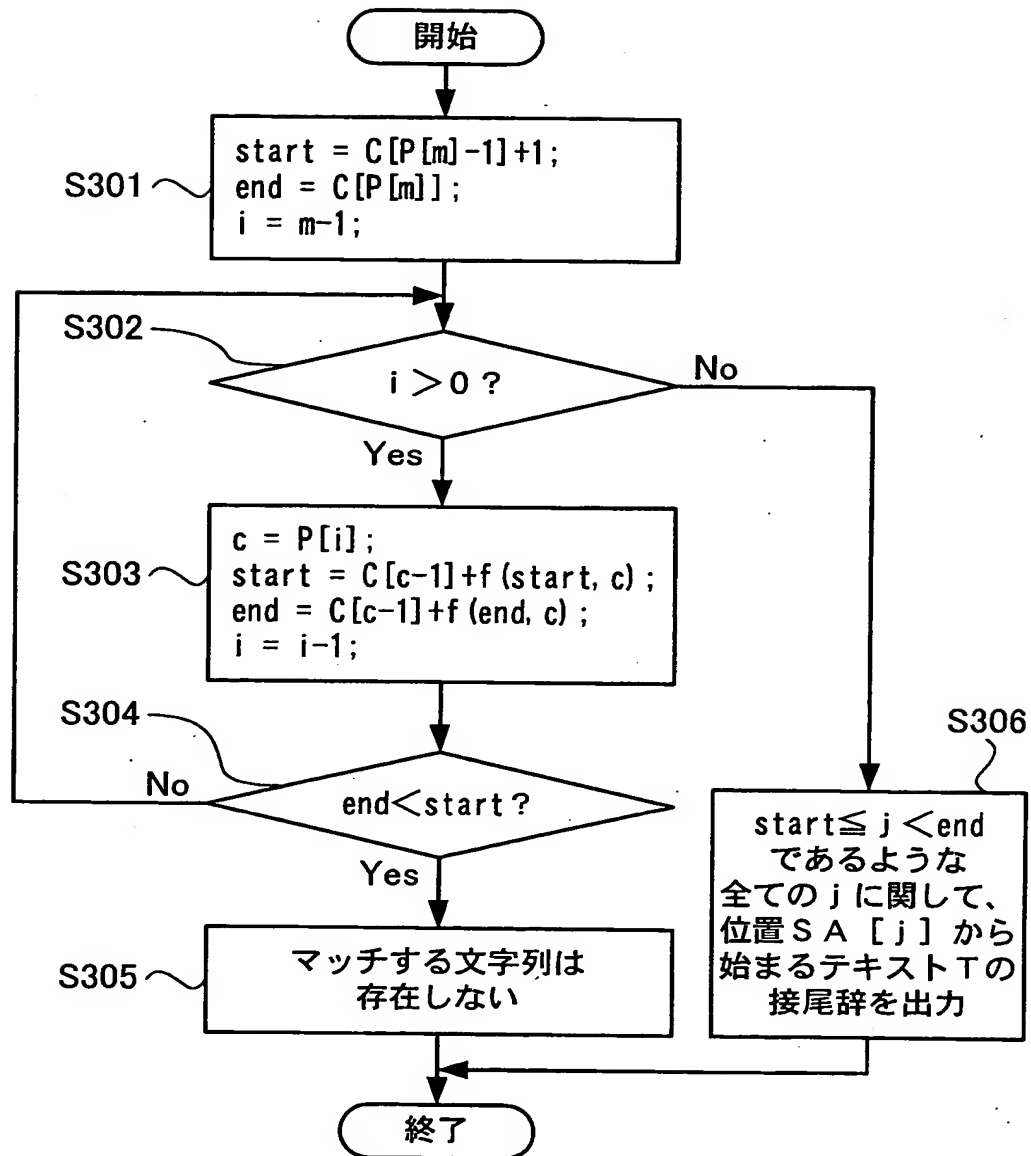 開始
S301
start = C[P[m]-1]+1;
end = C[P[m]];
i = m-1;
S302
i＞0？
No
Yes
S303
c = P[i];
start = C[c-1]+f(start, c);
end = C[c-1]+f(end, c);
i = i-1;
S304
No
end＜start？
Yes
S305
マッチする文字列は
存在しない
S306
start≦j＜end
であるような
全てのjに関して、
位置SA［j］から
始まるテキストTの
接尾辞を出力
終了